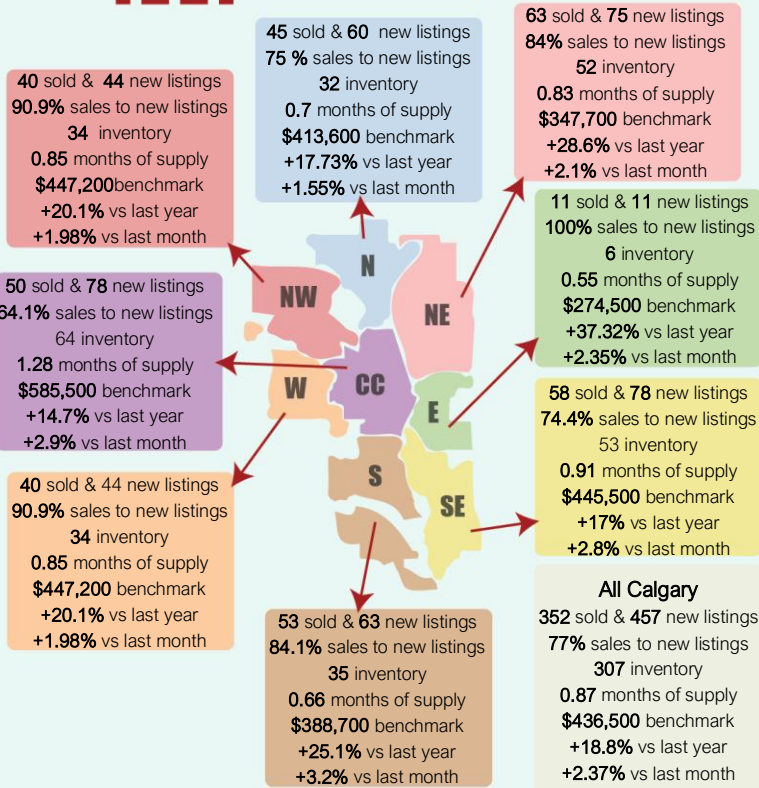 45 sold & 60 new listings
75 % sales to new listings
32 inventory
0.7 months of supply
$413,600 benchmark
+17.73% vs last year
+1.55% vs last month
63 sold & 75 new listings
84% sales to new listings
52 inventory
0.83 months of supply
$347,700 benchmark
+28.6% vs last year
+2.1% vs last month
40 sold & 44 new listings
90.9% sales to new listings
34 inventory
0.85 months of supply
$447,200benchmark
+20.1% vs last year
+1.98% vs last month
11 sold & 11 new listings
100% sales to new listings
6 inventory
0.55 months of supply
$274,500 benchmark
+37.32% vs last year
+2.35% vs last month
N
NW
NE
W
CC
E
S
SE
50 sold & 78 new listings
64.1% sales to new listings
64 inventory
1.28 months of supply
$585,500 benchmark
+14.7% vs last year
+2.9% vs last month
58 sold & 78 new listings
74.4% sales to new listings
53 inventory
0.91 months of supply
$445,500 benchmark
+17% vs last year
+2.8% vs last month
40 sold & 44 new listings
90.9% sales to new listings
34 inventory
0.85 months of supply
$447,200 benchmark
+20.1% vs last year
+1.98% vs last month
53 sold & 63 new listings
84.1% sales to new listings
35 inventory
0.66 months of supply
$388,700 benchmark
+25.1% vs last year
+3.2% vs last month
All Calgary
352 sold & 457 new listings
77% sales to new listings
307 inventory
0.87 months of supply
$436,500 benchmark
+18.8% vs last year
+2.37% vs last month